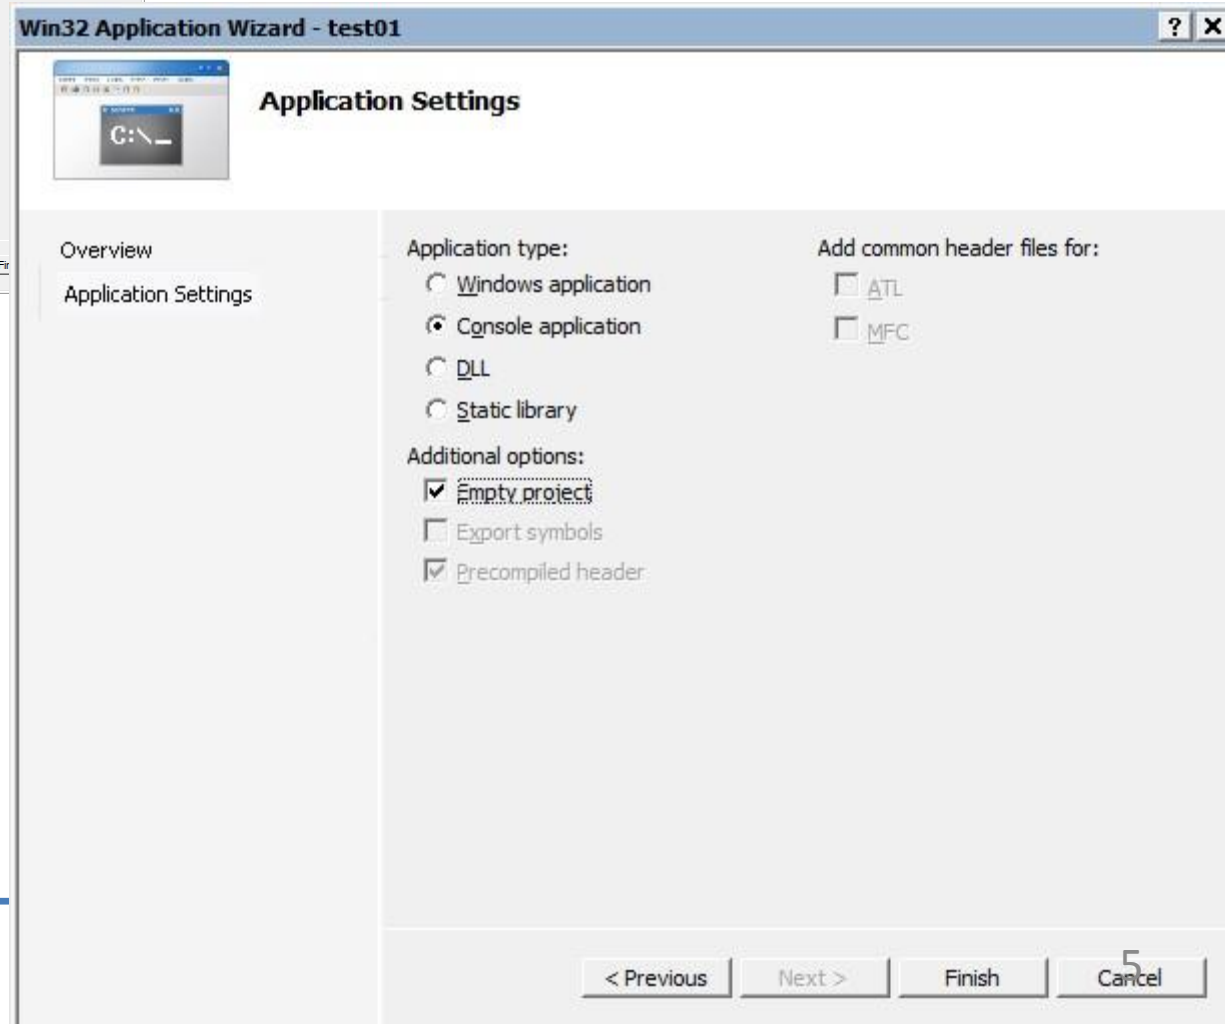 Win32 Application Wizard - test01
? X
C:\_
Application Settings
Overview
Application Settings
Application type:
Windows application
Console application
DLL
Static library
Additional options:
Empty project
Export symbols
Precompiled header
Add common header files for:
ATL
MFC
< Previous
Next >
Finish
Cancel
5